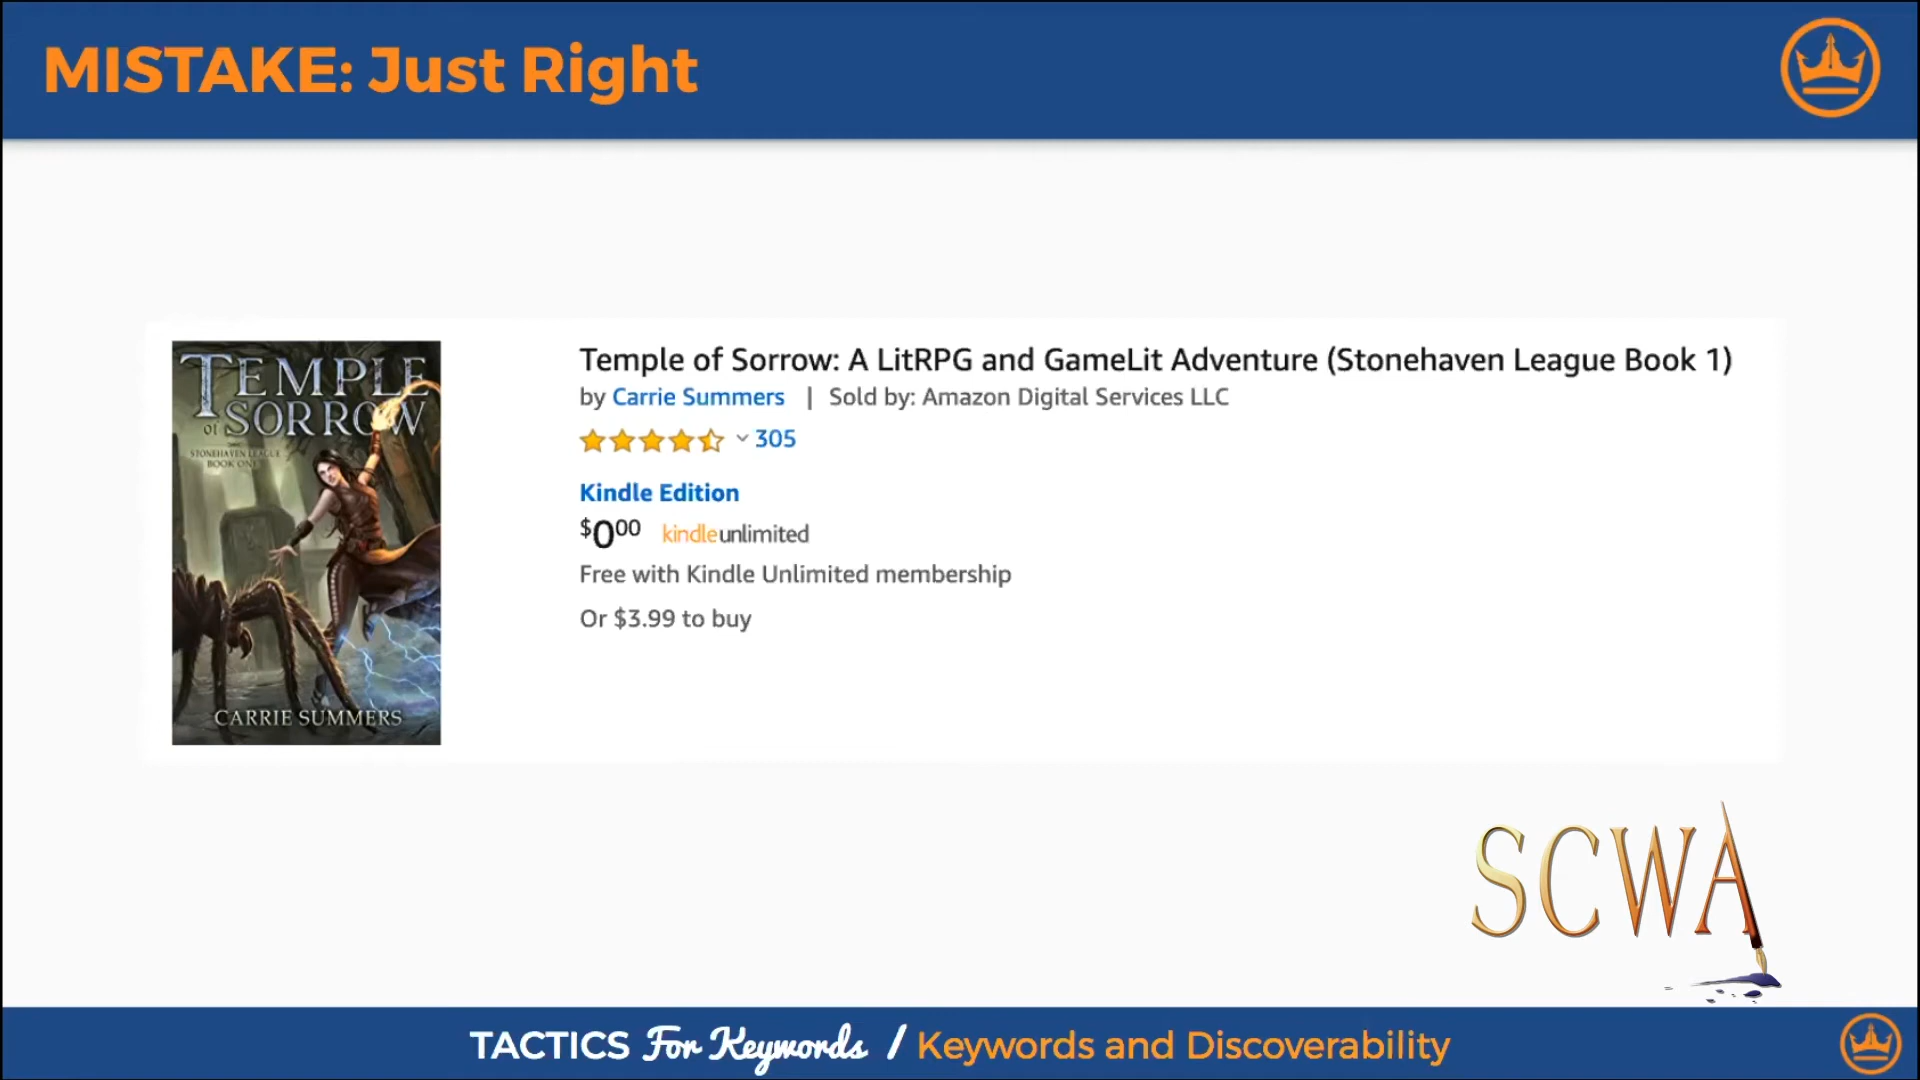 MISTAKE: Just Right
TEMPLE
of SORROW
STONEHAVEN LEAGUE
BOOK ONE
CARRIE SUMMERS
Temple of Sorrow: A LitRPG and GameLit Adventure (Stonehaven League Book 1)
by Carrie Summers | Sold by: Amazon Digital Services LLC
305
Kindle Edition
$0.00 kindleunlimited
Free with Kindle Unlimited membership
Or $3.99 to buy
SCWA
TACTICS For Keywords / Keywords and Discoverability